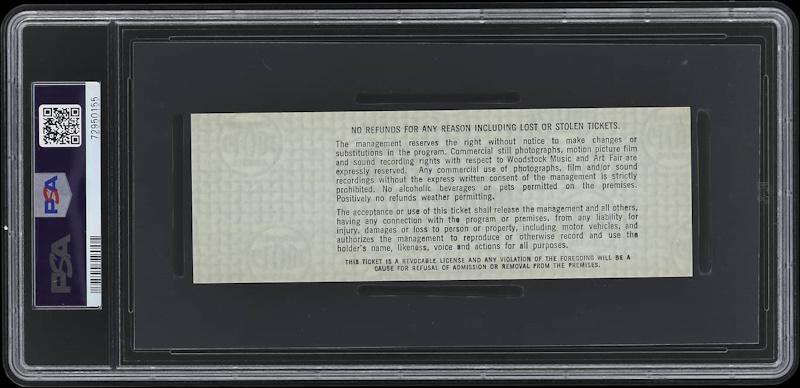 NO REFUNDS FOR ANY REASON INCLUDING LOST OR STOLEN TICKETS.
The management reserves the right without notice to make changes or
substitutions in the program. Commercial still photographs, motion picture film
and sound recording rights with respect to Woodstock Music and Art Fair are
expressly reserved. Any commercial use of photographs, film and/or sound
recordings without the express written consent of the management is strictly
prohibited. No alcoholic beverages or pets permitted on the premises.
Positively no refunds weather permitting.
The acceptance or use of this ticket shall release the management and all others,
having any connection with the program or premises, from any liability for
injury, damages or loss to person or property, including motor vehicles, and
authorizes the management to reproduce or otherwise record and use the
holder's name, likeness, voice and actions for all purposes.
THIS TICKET IS A REVOCABLE LICENSE AND ANY VIOLATION OF THE FOREGOING WILL BE A
CAUSE FOR REFUSAL OF ADMISSION OR REMOVAL FROM THE PREMISES.
72950155
PSA
PSA